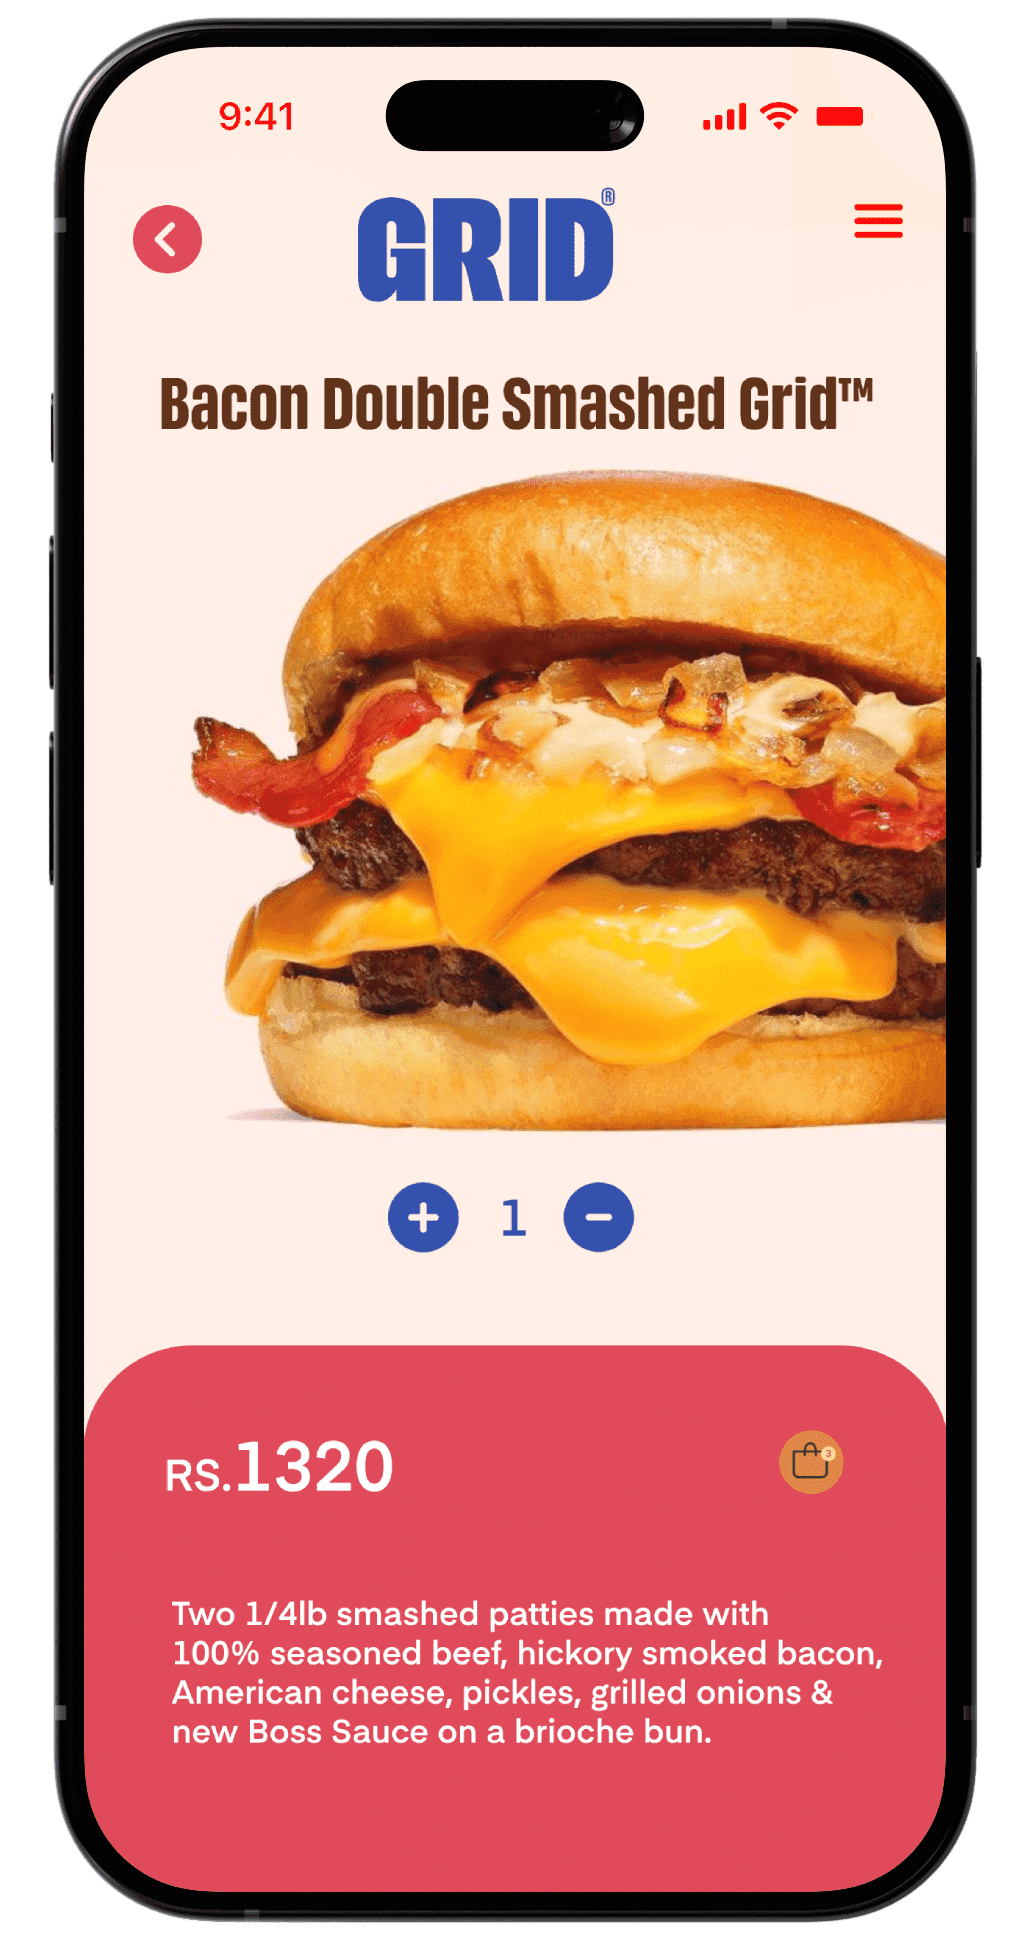 9:41
GRID®
Bacon Double Smashed Grid™
1
RS.1320
3
Two 1/4lb smashed patties made with
100% seasoned beef, hickory smoked bacon,
American cheese, pickles, grilled onions &
new Boss Sauce on a brioche bun.